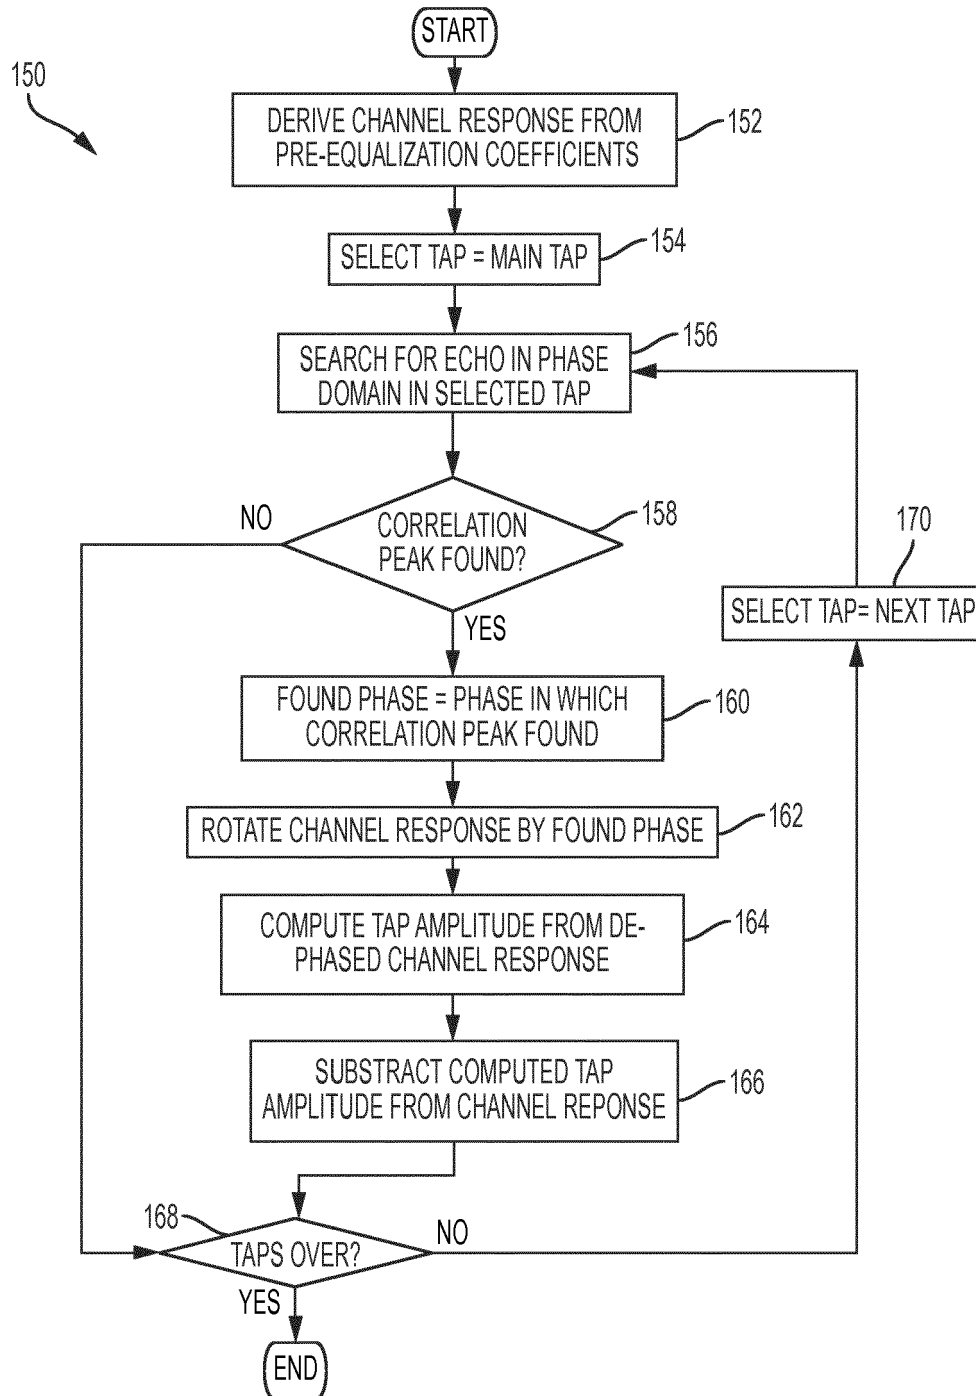 START
150
DERIVE CHANNEL RESPONSE FROM
PRE-EQUALIZATION COEFFICIENTS
152
SELECT TAP = MAIN TAP
154
SEARCH FOR ECHO IN PHASE
DOMAIN IN SELECTED TAP
156
CORRELATION
PEAK FOUND?
158
NO
YES
170
SELECT TAP= NEXT TAP
FOUND PHASE = PHASE IN WHICH
CORRELATION PEAK FOUND
160
ROTATE CHANNEL RESPONSE BY FOUND PHASE
162
COMPUTE TAP AMPLITUDE FROM DE-
PHASED CHANNEL RESPONSE
164
SUBSTRACT COMPUTED TAP
AMPLITUDE FROM CHANNEL REPONSE
166
168
TAPS OVER?
NO
YES
END